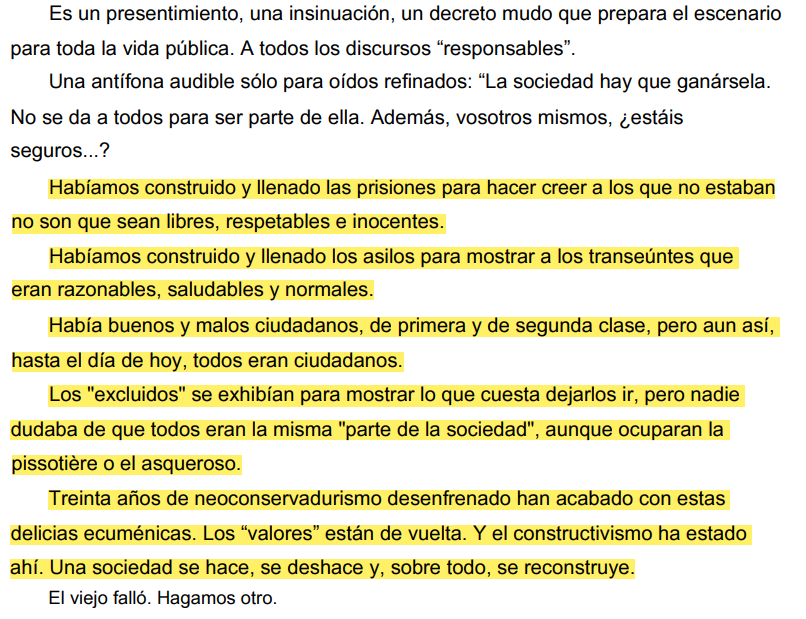 Es un presentimiento, una insinuación, un decreto mudo que prepara el escenario
para toda la vida pública. A todos los discursos “responsables”.
Una antífona audible sólo para oídos refinados: “La sociedad hay que ganársela.
No se da a todos para ser parte de ella. Además, vosotros mismos, ¿estáis
seguros...?
Habíamos construido y llenado las prisiones para hacer creer a los que no estaban
no son que sean libres, respetables e inocentes.
Habíamos construido y llenado los asilos para mostrar a los transeúntes que
eran razonables, saludables y normales.
Había buenos y malos ciudadanos, de primera y de segunda clase, pero aun así,
hasta el día de hoy, todos eran ciudadanos.
Los "excluidos" se exhibían para mostrar lo que cuesta dejarlos ir, pero nadie
dudaba de que todos eran la misma "parte de la sociedad", aunque ocuparan la
pissotière o el asqueroso.
Treinta años de neoconservadurismo desenfrenado han acabado con estas
delicias ecuménicas. Los “valores” están de vuelta. Y el constructivismo ha estado
ahí. Una sociedad se hace, se deshace y, sobre todo, se reconstruye.
El viejo falló. Hagamos otro.